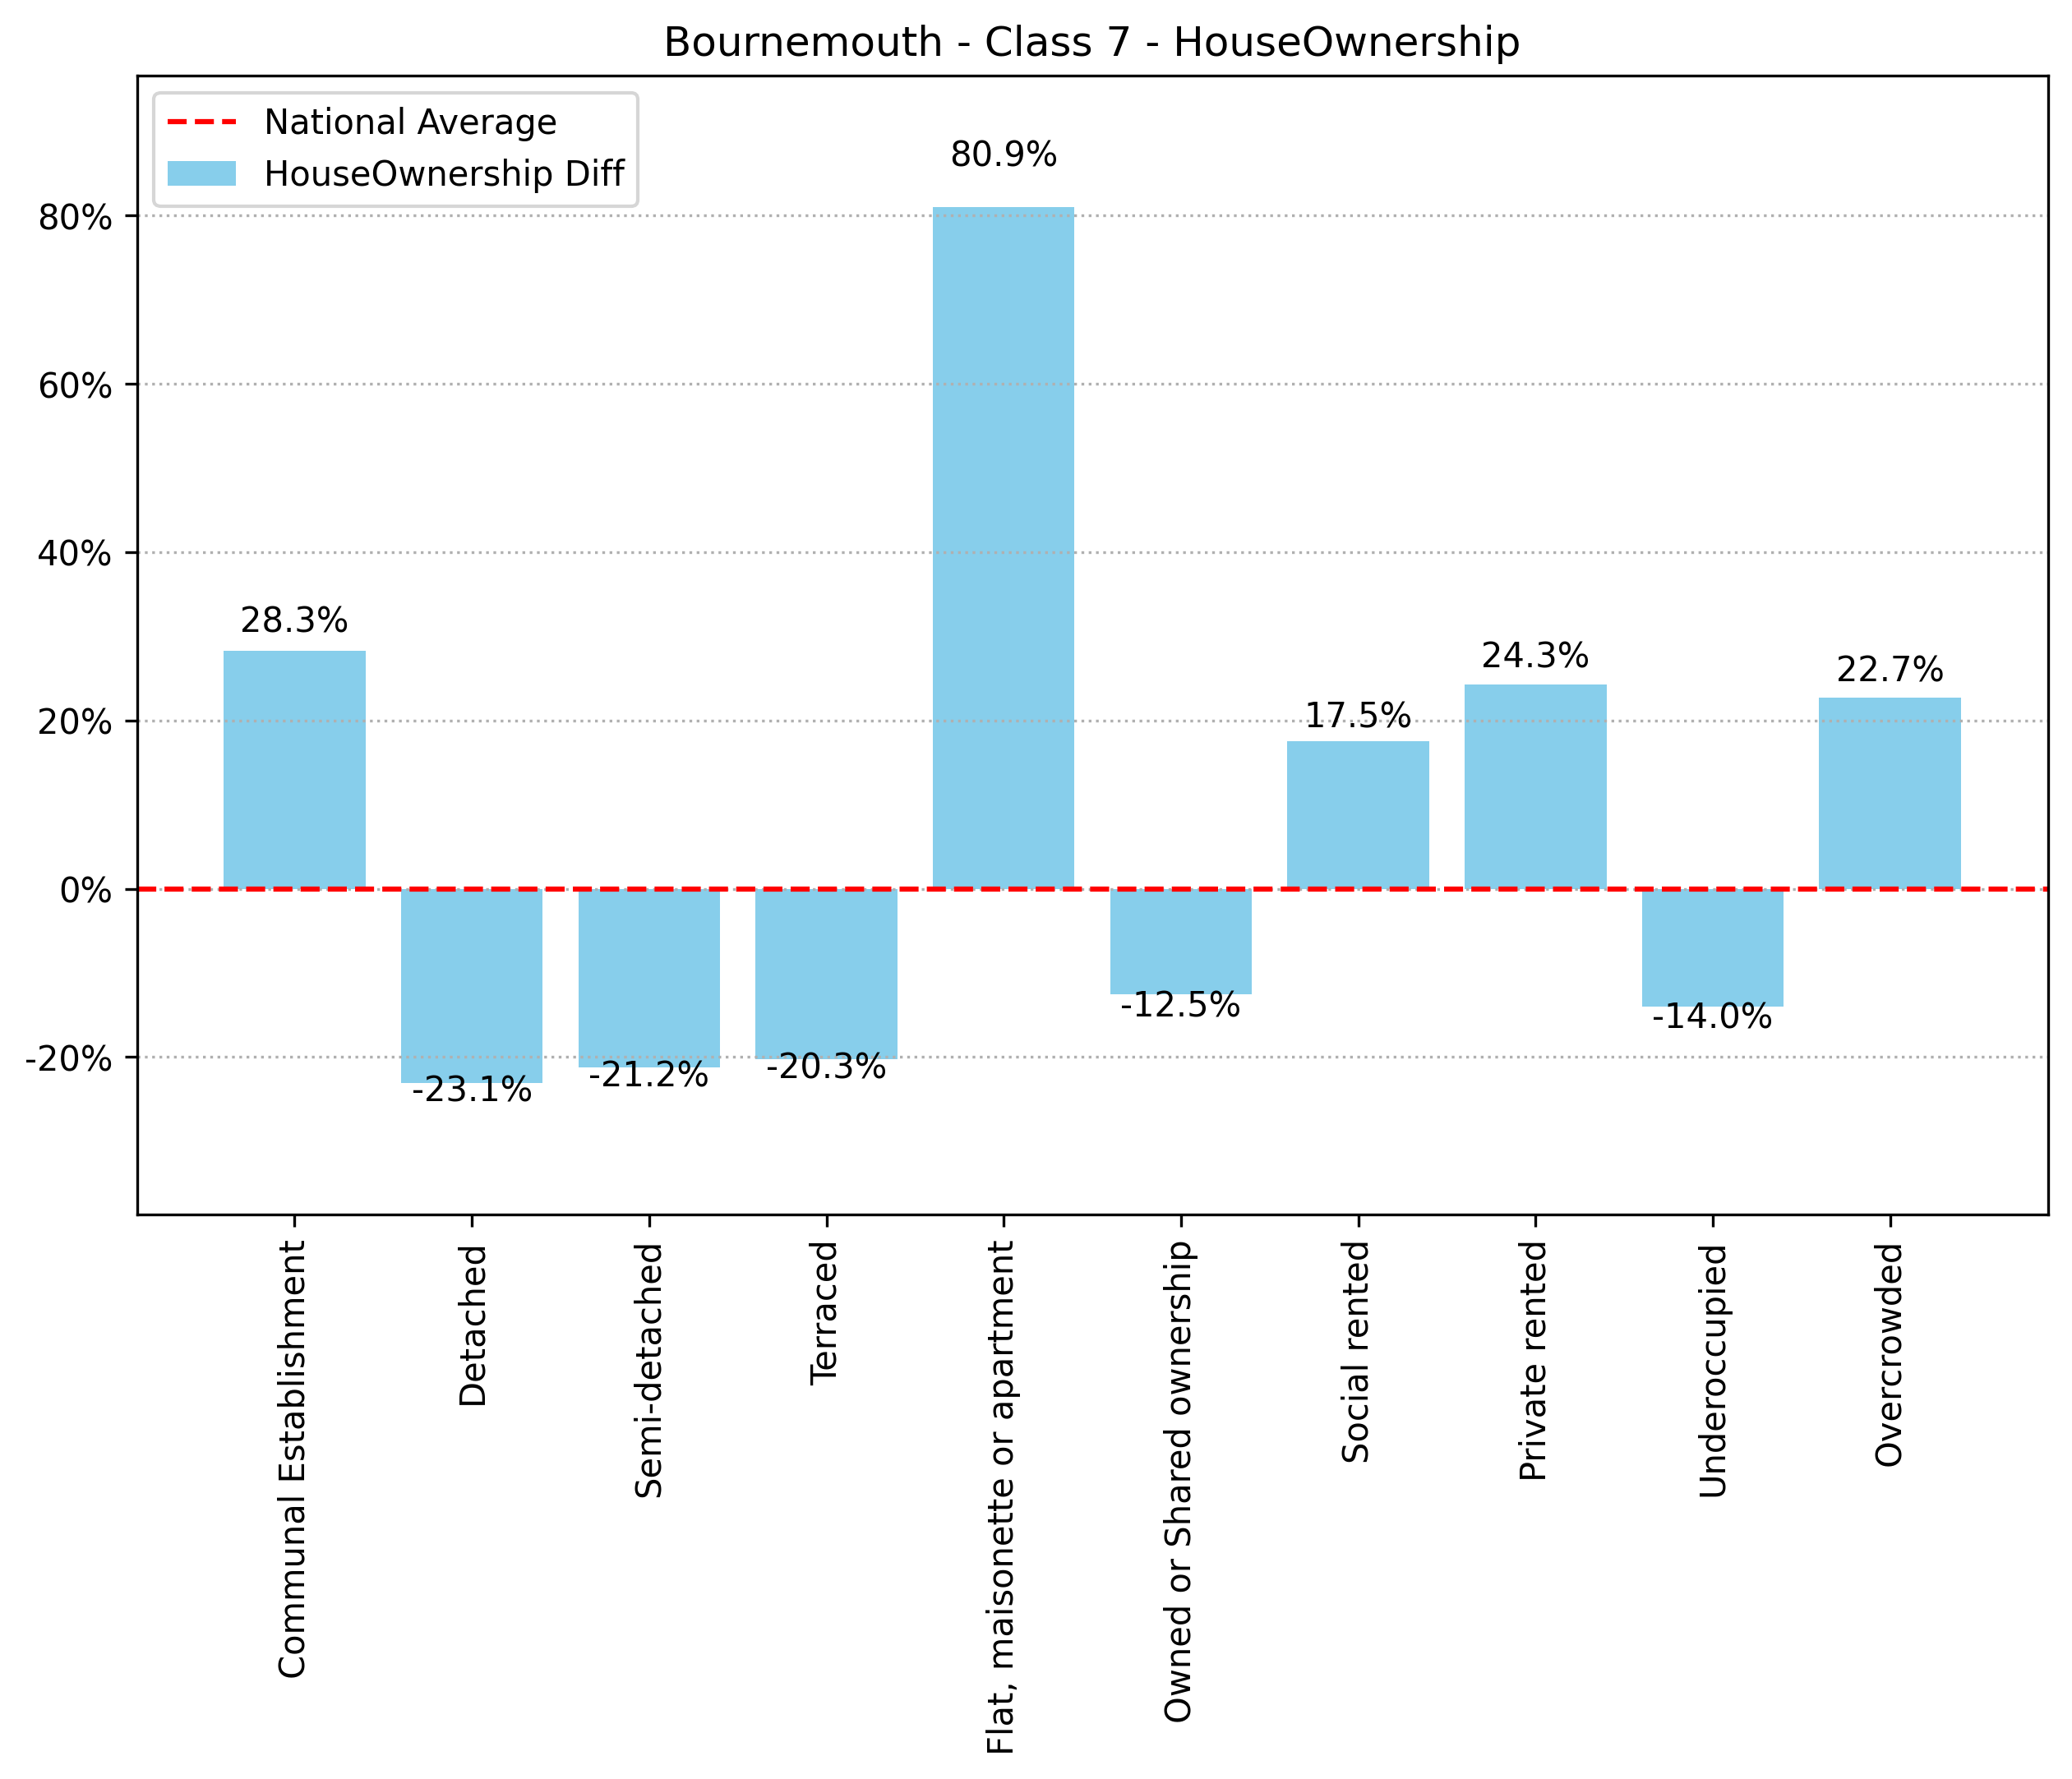 Bournemouth - Class 7 - HouseOwnership
National Average
HouseOwnership Diff
80%
60%
40%
20%
0%
-20%
28.3%
-23.1%
-21.2%
-20.3%
80.9%
-12.5%
17.5%
24.3%
-14.0%
22.7%
Communal Establishment
Detached
Semi-detached
Terraced
Flat, maisonette or apartment
Owned or Shared ownership
Social rented
Private rented
Underoccupied
Overcrowded